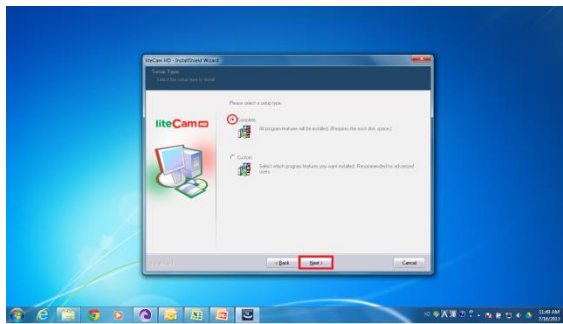 liteCam HD - InstallShield Wizard
Setup Type
Select the setup type to install.
Please select a setup type.
liteCam HD
Complete
All program features will be installed. (Requires the most disk space.)
Custom
Select which program features you want installed. Recommended for advanced
users.
< Back
Next >
Cancel
11:49 AM
7/16/2013